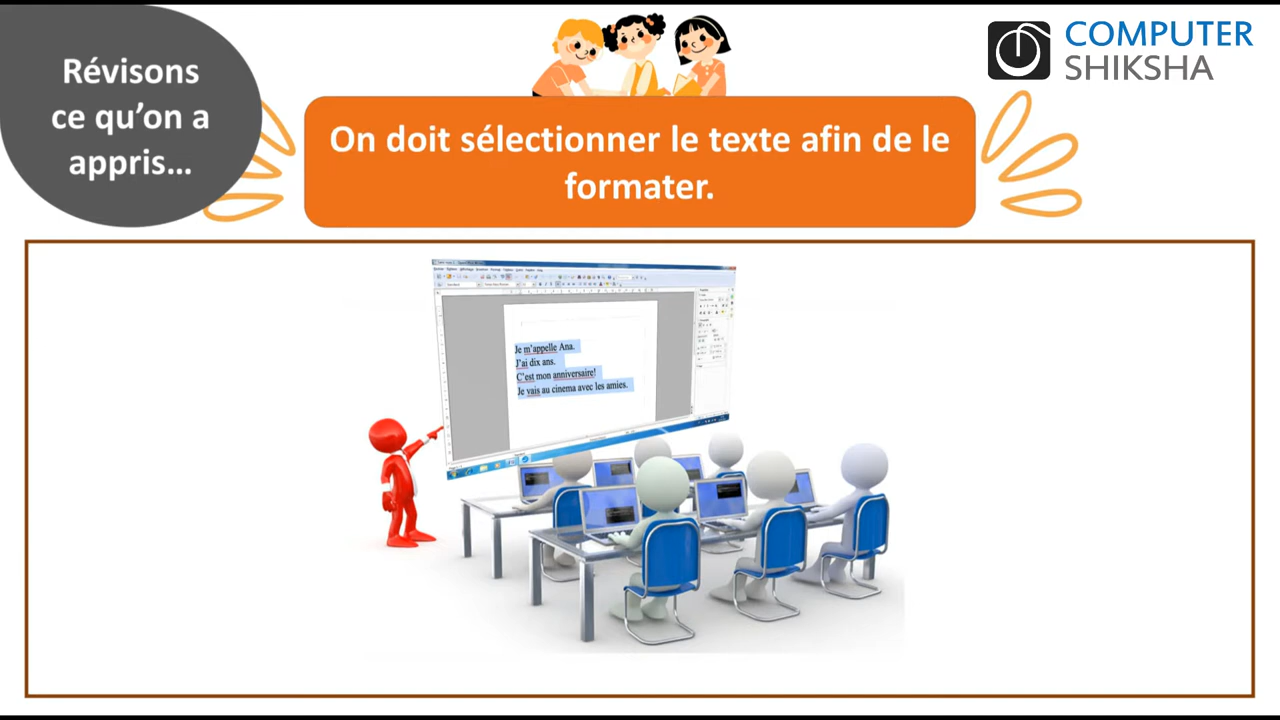 Révisons
ce qu’on a
appris...
COMPUTER
SHIKSHA
On doit sélectionner le texte afin de le
formater.
Je m'appelle Ana.
J'ai dix ans.
C'est mon anniversaire!
Je vais au cinema avec les amies.